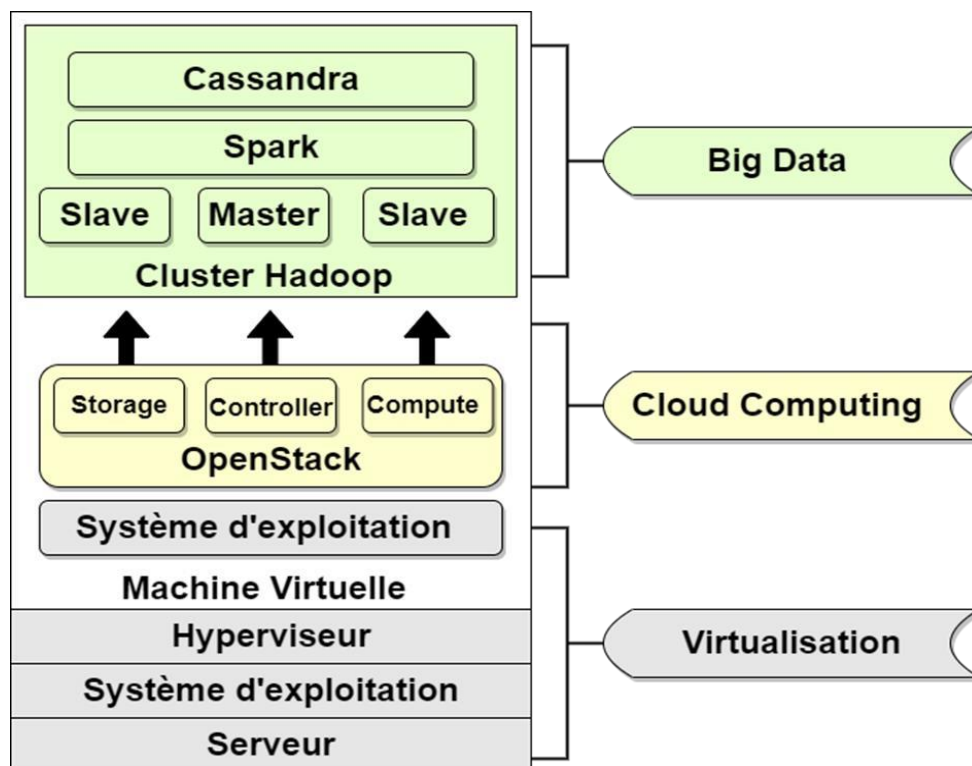 Cassandra
Spark
Slave
Master
Slave
Cluster Hadoop
Big Data
Storage
Controller
Compute
OpenStack
Cloud Computing
Système d'exploitation
Machine Virtuelle
Hyperviseur
Système d'exploitation
Serveur
Virtualisation